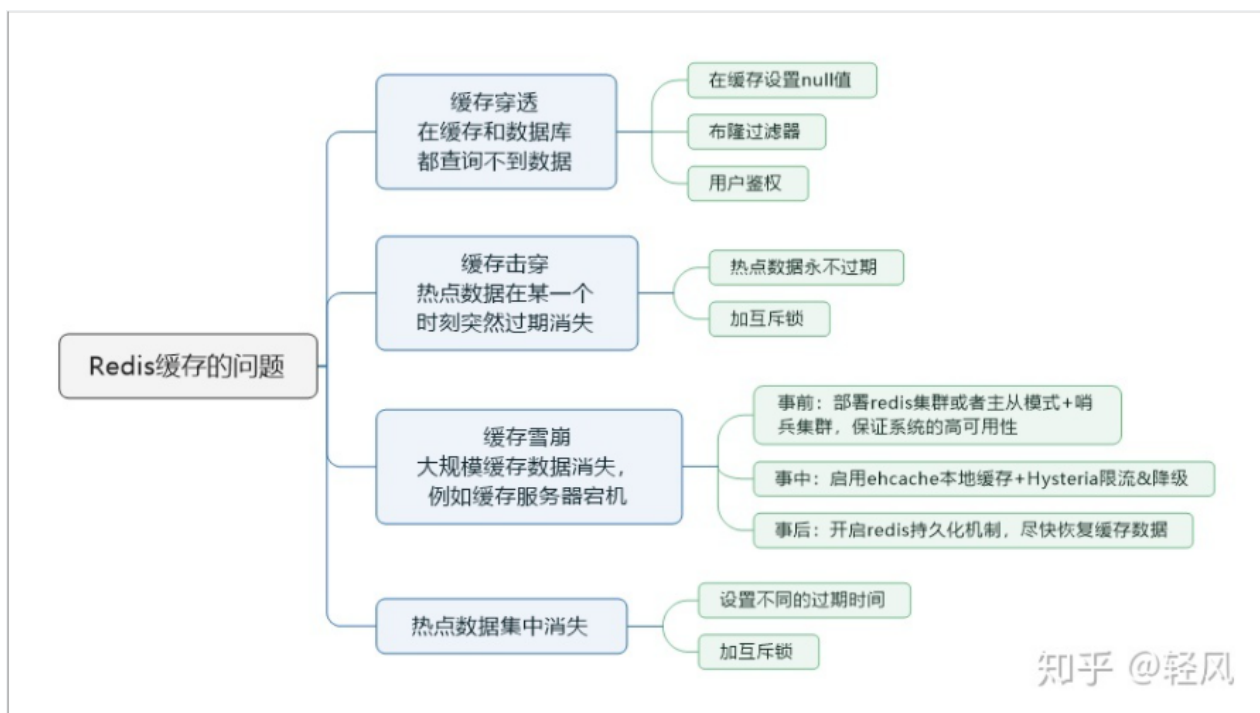 Redis缓存的问题
缓存穿透
在缓存和数据库
都查询不到数据
在缓存设置null值
布隆过滤器
用户鉴权
缓存击穿
热点数据在某一个
时刻突然过期消失
热点数据永不过期
加互斥锁
缓存雪崩
大规模缓存数据消失,
例如缓存服务器宕机
事前：部署redis集群或者主从模式+哨
兵集群，保证系统的高可用性
事中：启用ehcache本地缓存+Hysteria限流&降级
事后：开启redis持久化机制，尽快恢复缓存数据
热点数据集中消失
设置不同的过期时间
加互斥锁
知乎 @轻风